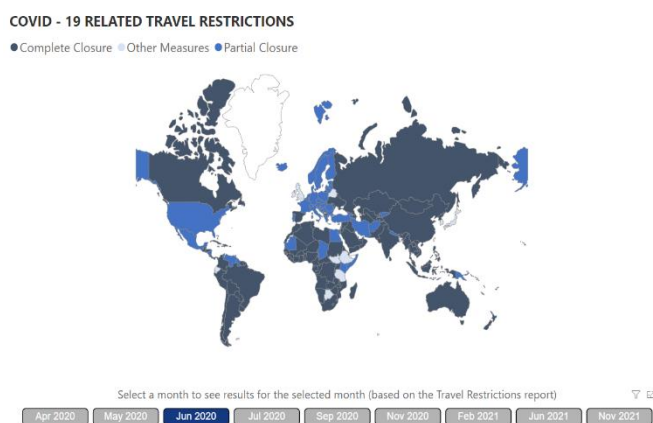 COVID - 19 RELATED TRAVEL RESTRICTIONS
Complete Closure Other Measures Partial Closure
Select a month to see results for the selected month (based on the Travel Restrictions report)
Apr 2020 May 2020 Jun 2020 Jul 2020 Sep 2020 Nov 2020 Feb 2021 Jun 2021 Nov 2021